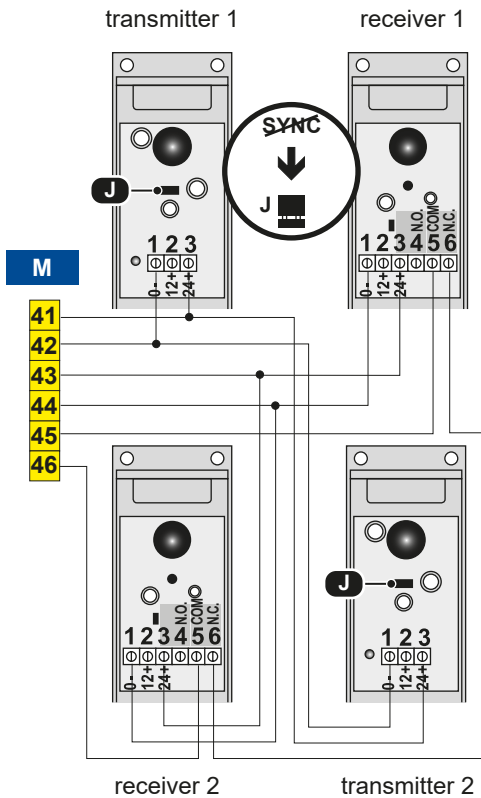 transmitter 1
receiver 1
SYNC
J
J
1 2 3
0-
12+
24+
N.O.
COM
N.C.
1 2 3 4 5 6
0-
12+
24+
M
41
42
43
44
45
46
N.O.
COM
N.C.
1 2 3 4 5 6
0-
12+
24+
J
1 2 3
0-
12+
24+
receiver 2
transmitter 2